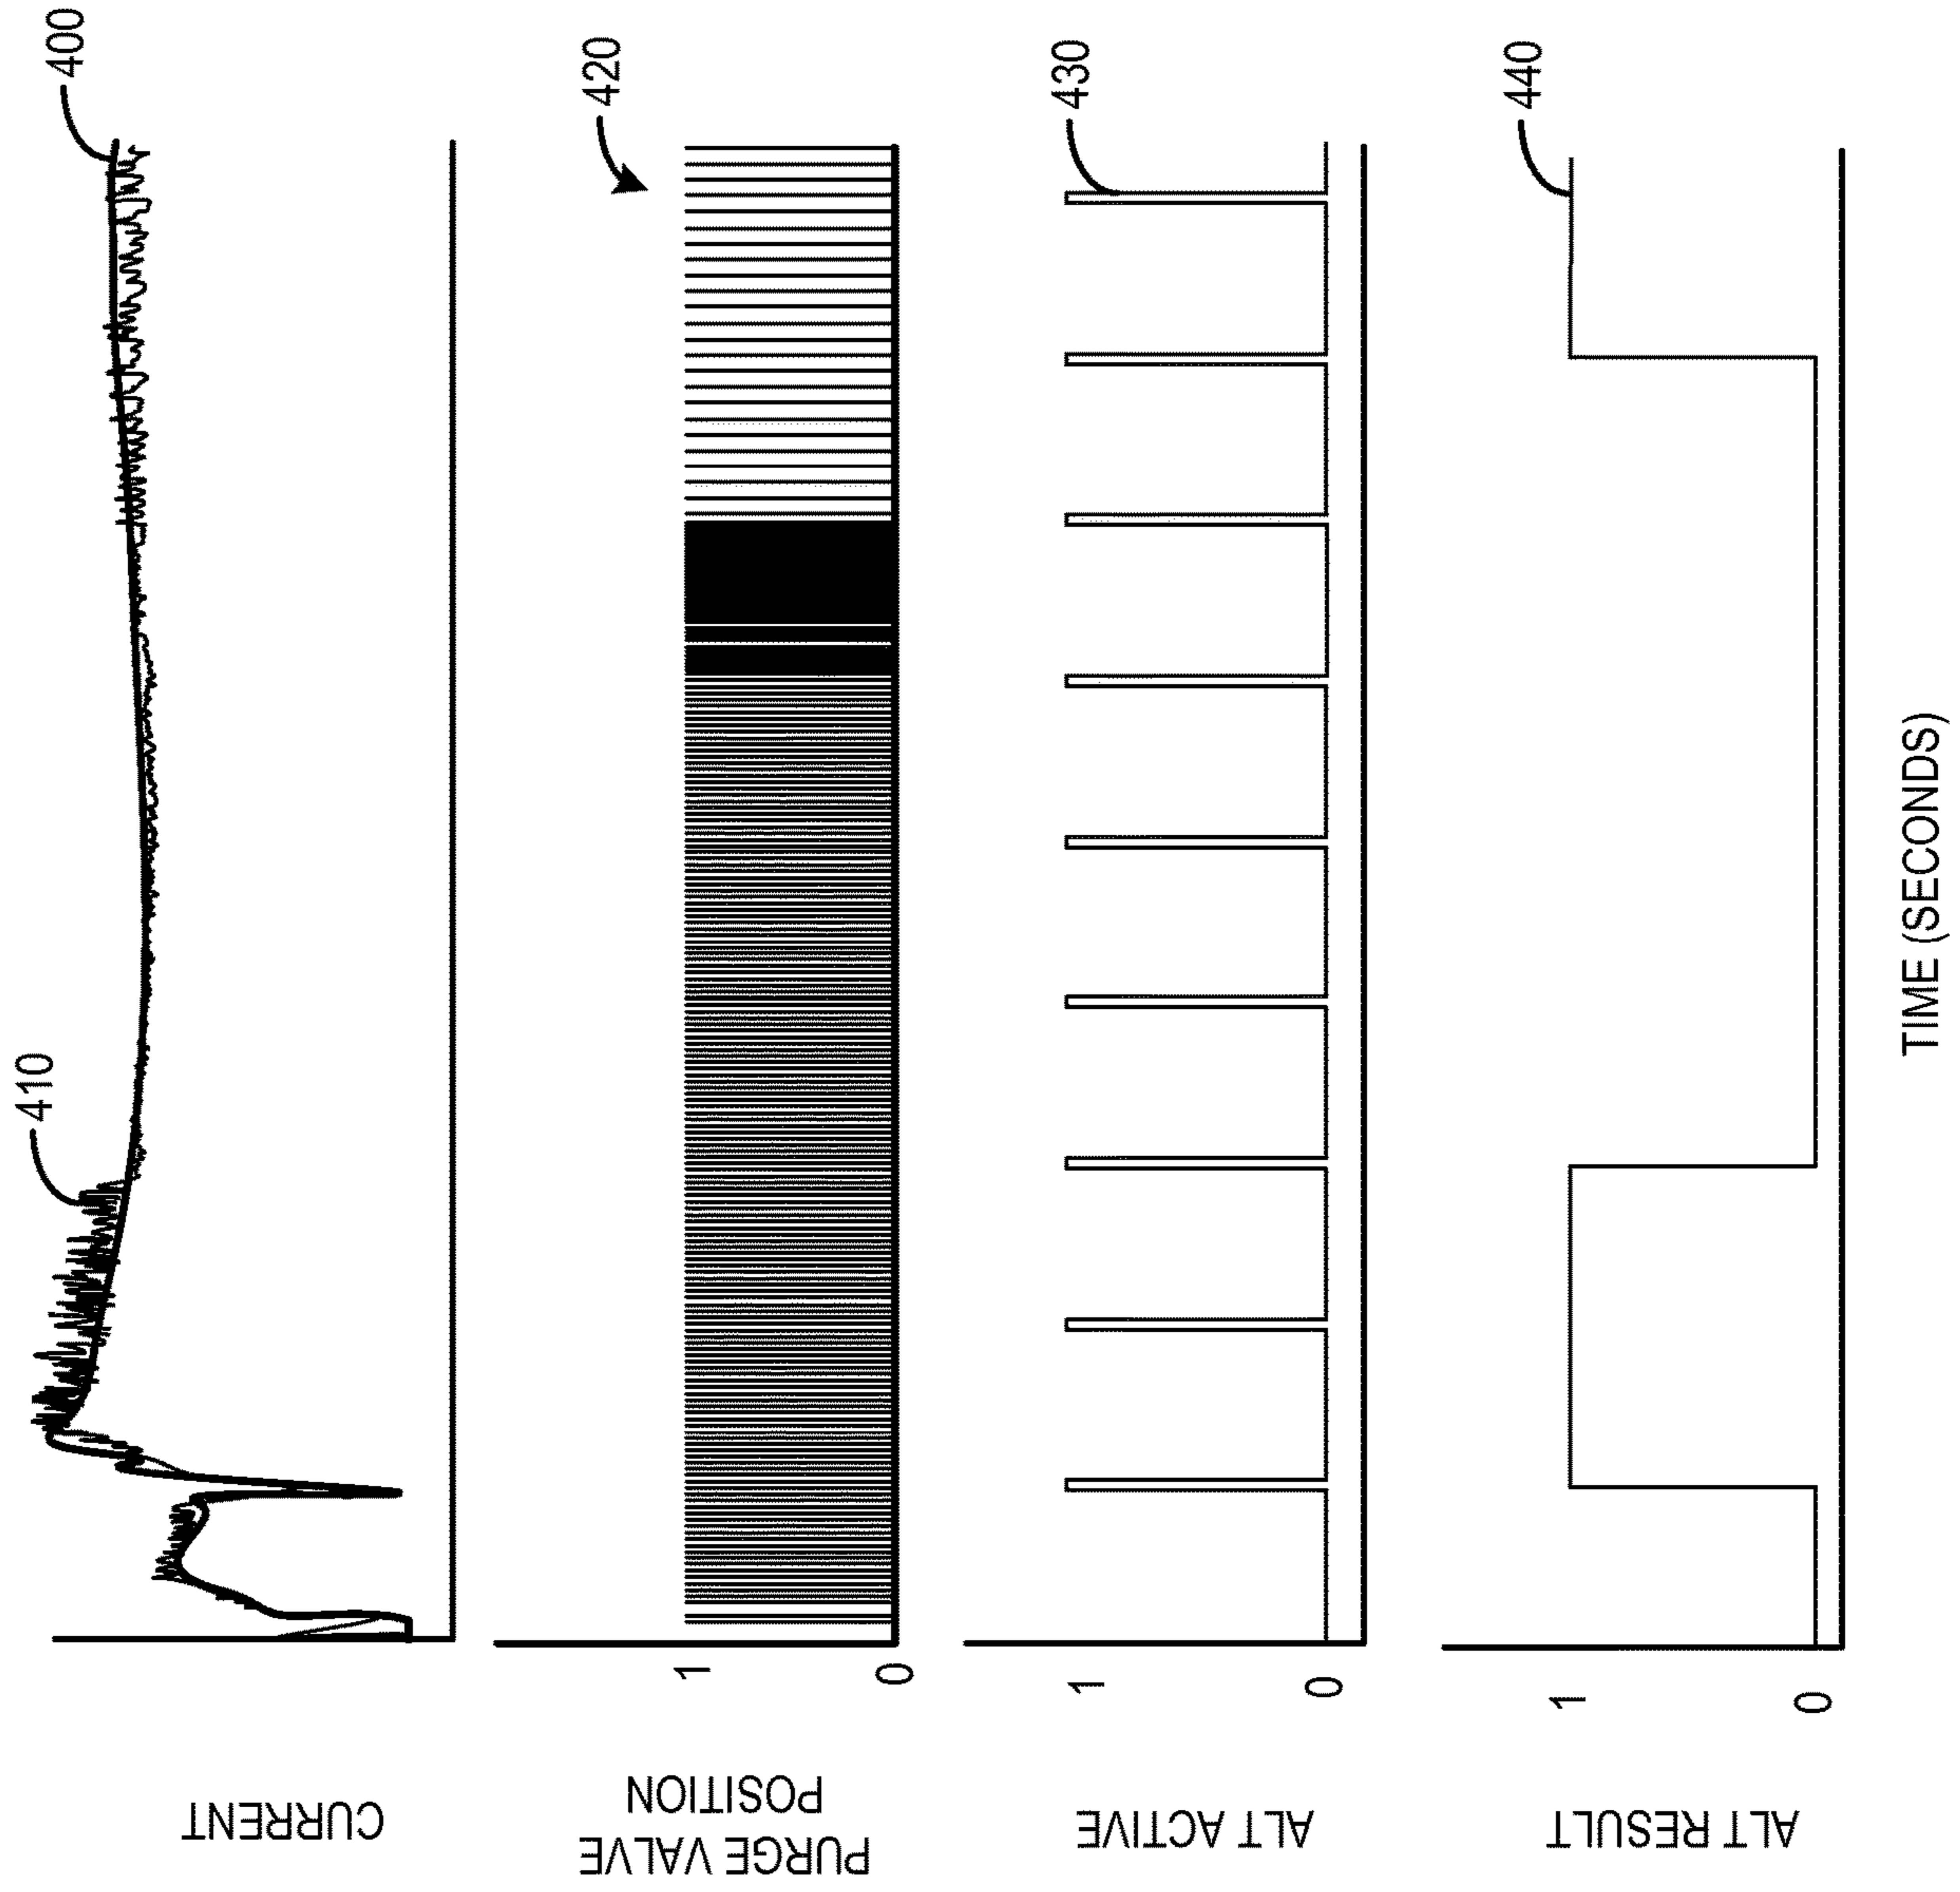 410
400
CURRENT
420
PURGE VALVE
POSITION
1
0
430
ALT ACTIVE
1
0
440
ALT RESULT
1
0
TIME (SECONDS)